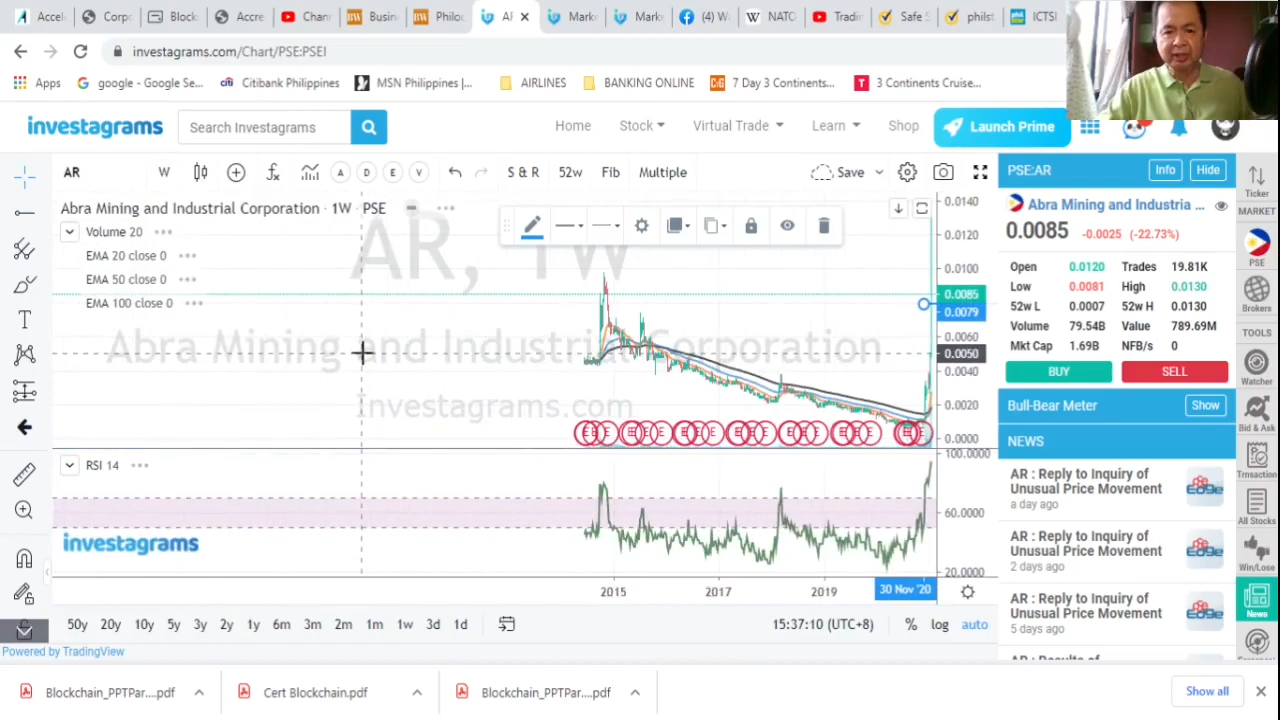 Accele
Corpo
Block
Accre
Chan
Busin
Philoc
AF
Mark
Mark
(4) W
NATO
Tradin
Safe S
philst
ICTSI
investagrams.com/Chart/PSE:PSEI
Apps
google - Google Se...
Citibank Philippines
MSN Philippines |...
AIRLINES
BANKING ONLINE
7 Day 3 Continents...
3 Continents Cruise...
investagrams
Search Investagrams
Home
Stock
Virtual Trade
Learn
Shop
Launch Prime
AR
W
A
D
E
V
S & R
52w
Fib
Multiple
Save
Abra Mining and Industrial Corporation · 1W · PSE
Volume 20
EMA 20 close 0
EMA 50 close 0
EMA 100 close 0
AR, 1W
Abra Mining and Industrial Corporation
Investagrams.com
0.0140
0.0120
0.0100
0.0085
0.0079
0.0060
0.0050
0.0040
0.0020
0.0000
RSI 14
100.0000
60.0000
20.0000
investagrams
2015
2017
2019
30 Nov '20
50y
20y
10y
5y
3y
2y
1y
6m
3m
2m
1m
1w
3d
1d
15:37:10 (UTC+8)
%
log
auto
Powered by TradingView
PSE:AR
Info
Hide
Abra Mining and Industria ...
0.0085
-0.0025
(-22.73%)
Open 0.0120 Trades 19.81K
Low 0.0081 High 0.0130
52w L 0.0007 52w H 0.0130
Volume 79.54B Value 789.69M
Mkt Cap 1.69B NFB/s 0
BUY
SELL
Bull-Bear Meter
Show
NEWS
AR : Reply to Inquiry of
Unusual Price Movement
a day ago
AR : Reply to Inquiry of
Unusual Price Movement
2 days ago
AR : Reply to Inquiry of
Unusual Price Movement
5 days ago
Ticker
MARKET
PSE
Brokers
TOOLS
Watcher
Bid & Ask
Trnsaction
All Stocks
Win/Lose
News
Blockchain_PPTPar....pdf
Cert Blockchain.pdf
Blockchain_PPTPar....pdf
Show all